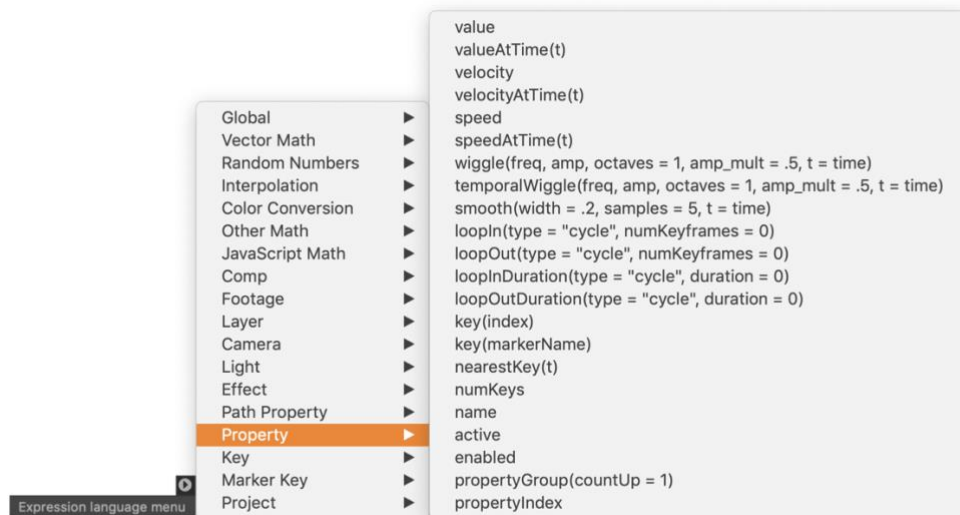 Global
Vector Math
Random Numbers
Interpolation
Color Conversion
Other Math
JavaScript Math
Comp
Footage
Layer
Camera
Light
Effect
Path Property
Property
Key
Marker Key
Project
Expression language menu
value
valueAtTime(t)
velocity
velocityAtTime(t)
speed
speedAtTime(t)
wiggle(freq, amp, octaves = 1, amp_mult = .5, t = time)
temporalWiggle(freq, amp, octaves = 1, amp_mult = .5, t = time)
smooth(width = .2, samples = 5, t = time)
loopIn(type = "cycle", numKeyframes = 0)
loopOut(type = "cycle", numKeyframes = 0)
loopInDuration(type = "cycle", duration = 0)
loopOutDuration(type = "cycle", duration = 0)
key(index)
key(markerName)
nearestKey(t)
numKeys
name
active
enabled
propertyGroup(countUp = 1)
propertyIndex